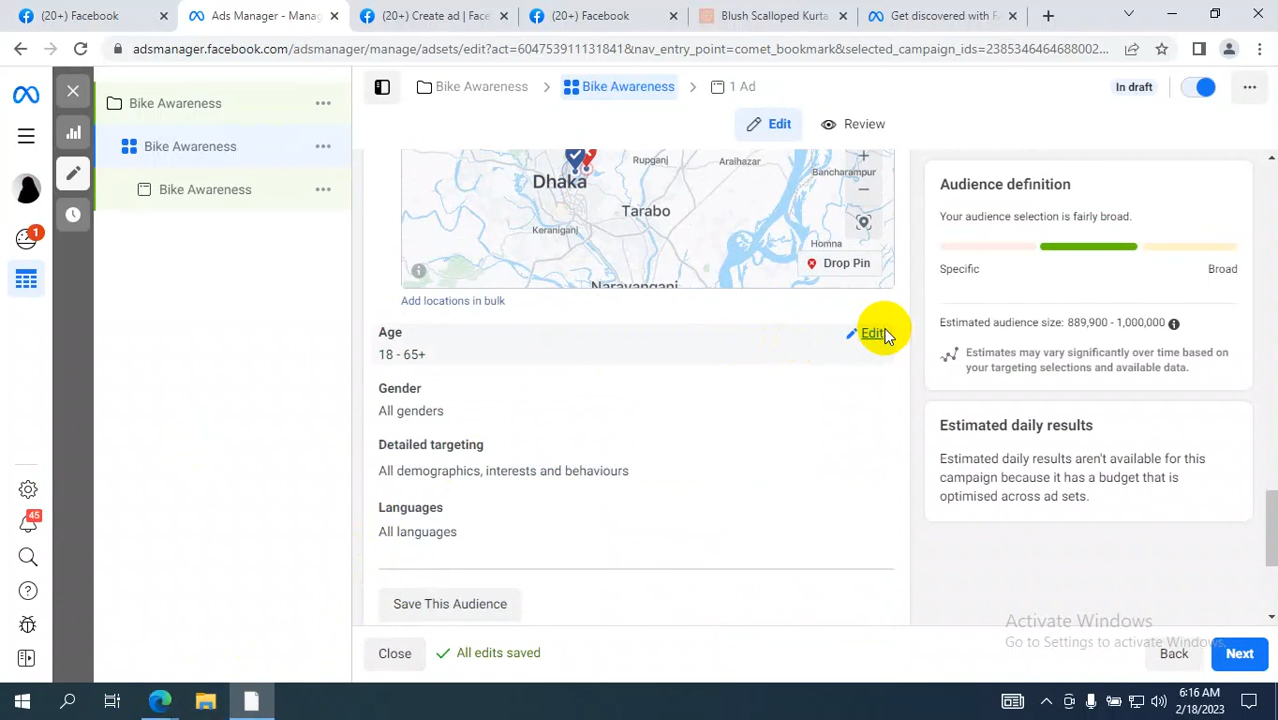 (20+) Facebook
Ads Manager - Manag
(20+) Create ad | Face
(20+) Facebook
Blush Scalloped Kurta
Get discovered with FA
adsmanager.facebook.com/adsmanager/manage/adsets/edit?act=604753911131841&nav_entry_point=comet_bookmark&selected_campaign_ids=2385346464688002...
Bike Awareness
Bike Awareness
Bike Awareness
Bike Awareness
Bike Awareness
1 Ad
In draft
Edit
Review
Rupganj
Araihazar
Bancharampur
Dhaka
Tarabo
Keraniganj
Homna
Narayanganj
Drop Pin
Add locations in bulk
Age
Edit
18 - 65+
Gender
All genders
Detailed targeting
All demographics, interests and behaviours
Languages
All languages
Save This Audience
Audience definition
Your audience selection is fairly broad.
Specific
Broad
Estimated audience size: 889,900 - 1,000,000
Estimates may vary significantly over time based on
your targeting selections and available data.
Estimated daily results
Estimated daily results aren't available for this
campaign because it has a budget that is
optimised across ad sets.
Activate Windows
Go to Settings to activate Windows.
Close
All edits saved
Back
Next
1
45
6:16 AM
2/18/2023